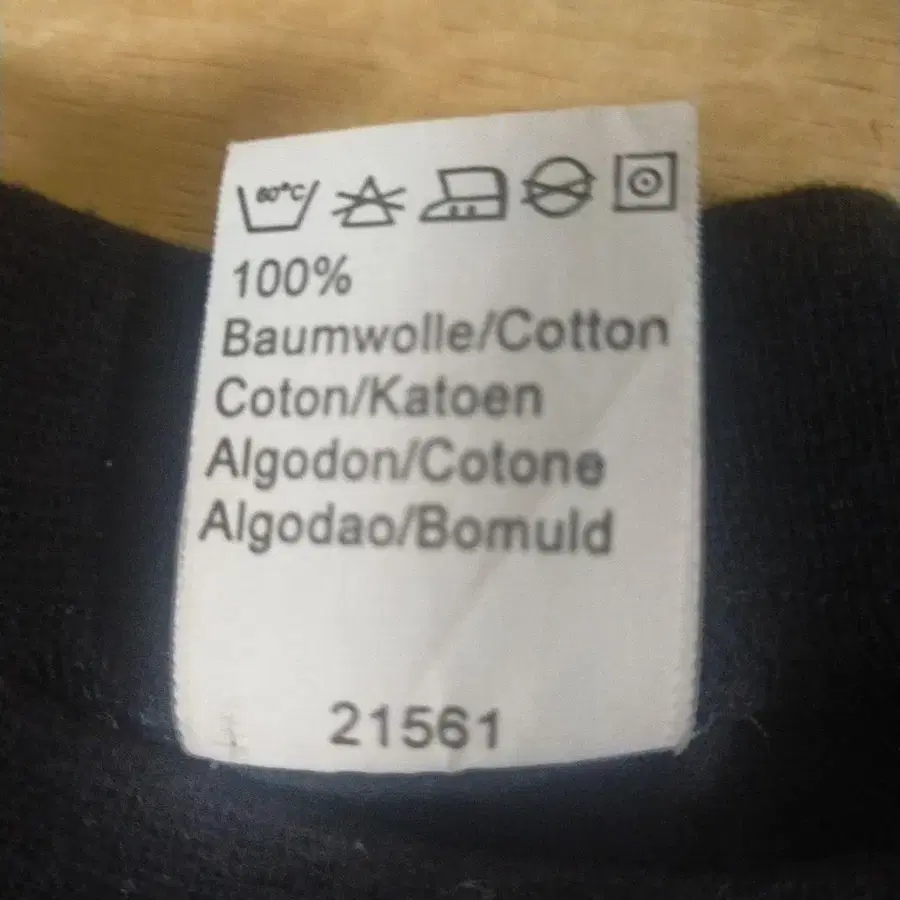 60°C
100%
Baumwolle/Cotton
Coton/Katoen
Algodon/Cotone
Algodao/Bomuld
21561